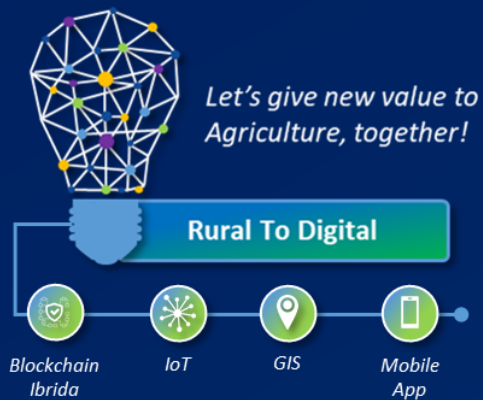 Let's give new value to
Agriculture, together!
Rural To Digital
Blockchain
Ibrida
IoT
GIS
Mobile
App